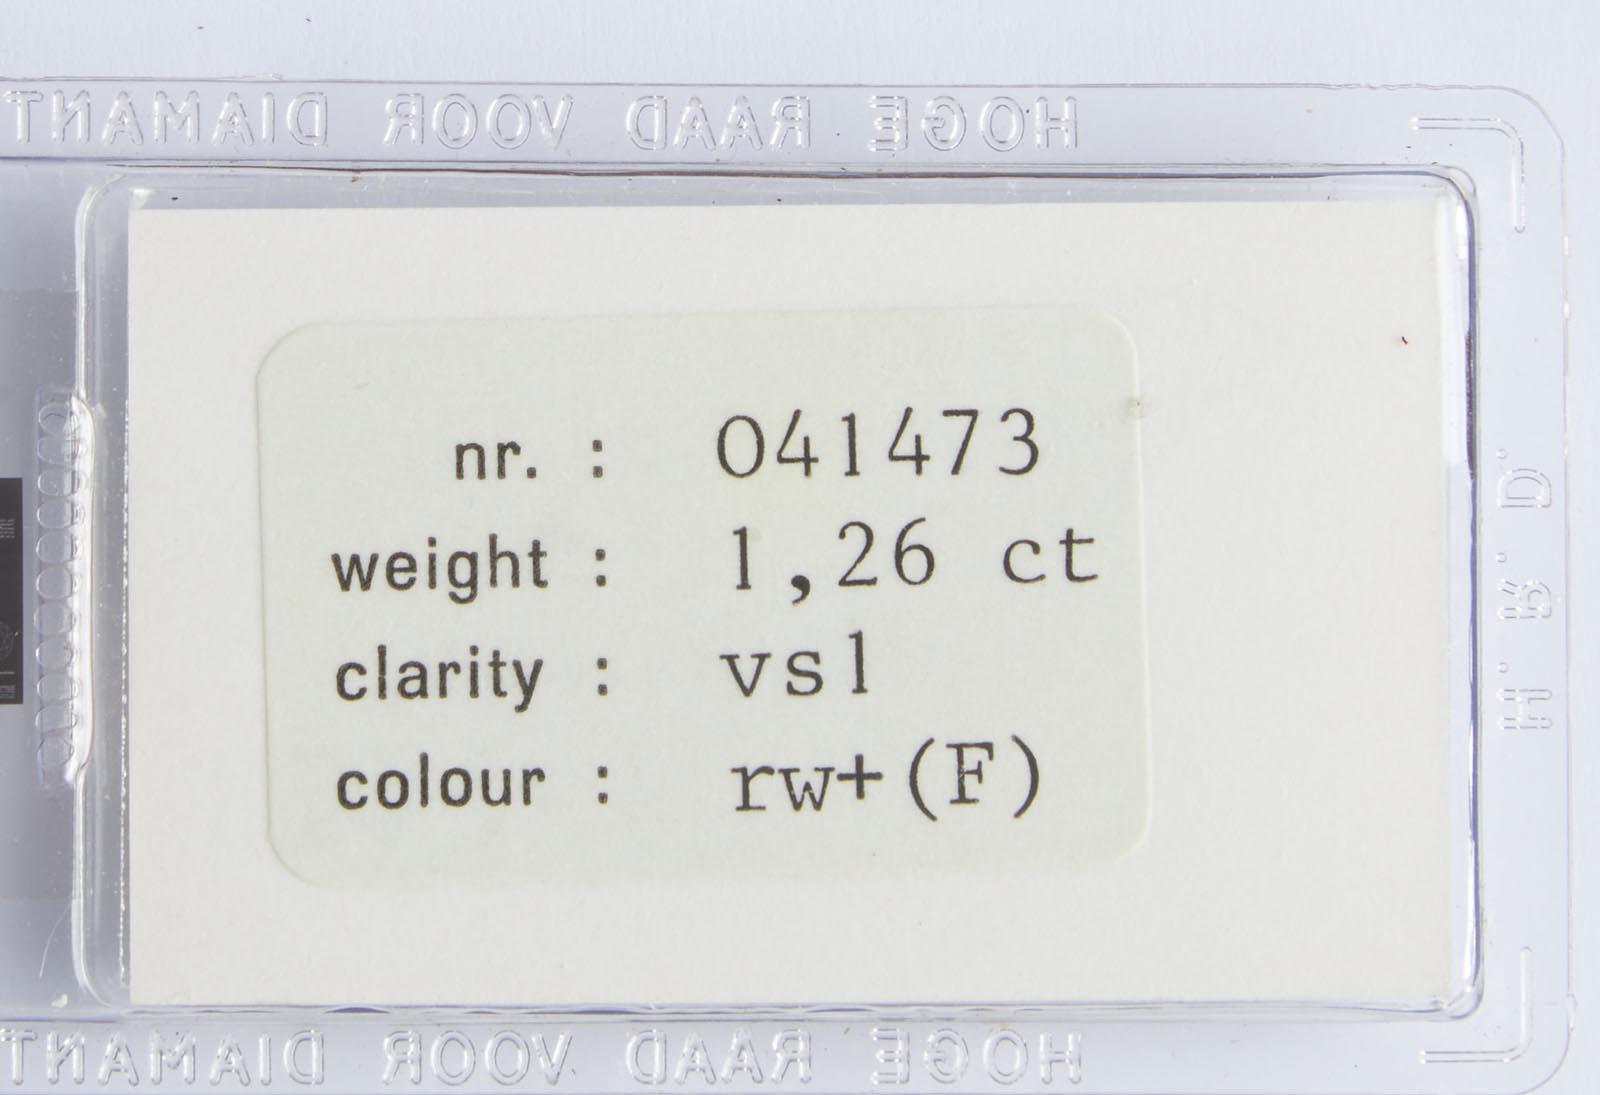 HOGE RAAD VOOR DIAMANT
nr. : 041473
weight : 1,26 ct
clarity : vs1
colour : rw+(F)
H.R.D.
HOGE RAAD VOOR DIAMANT